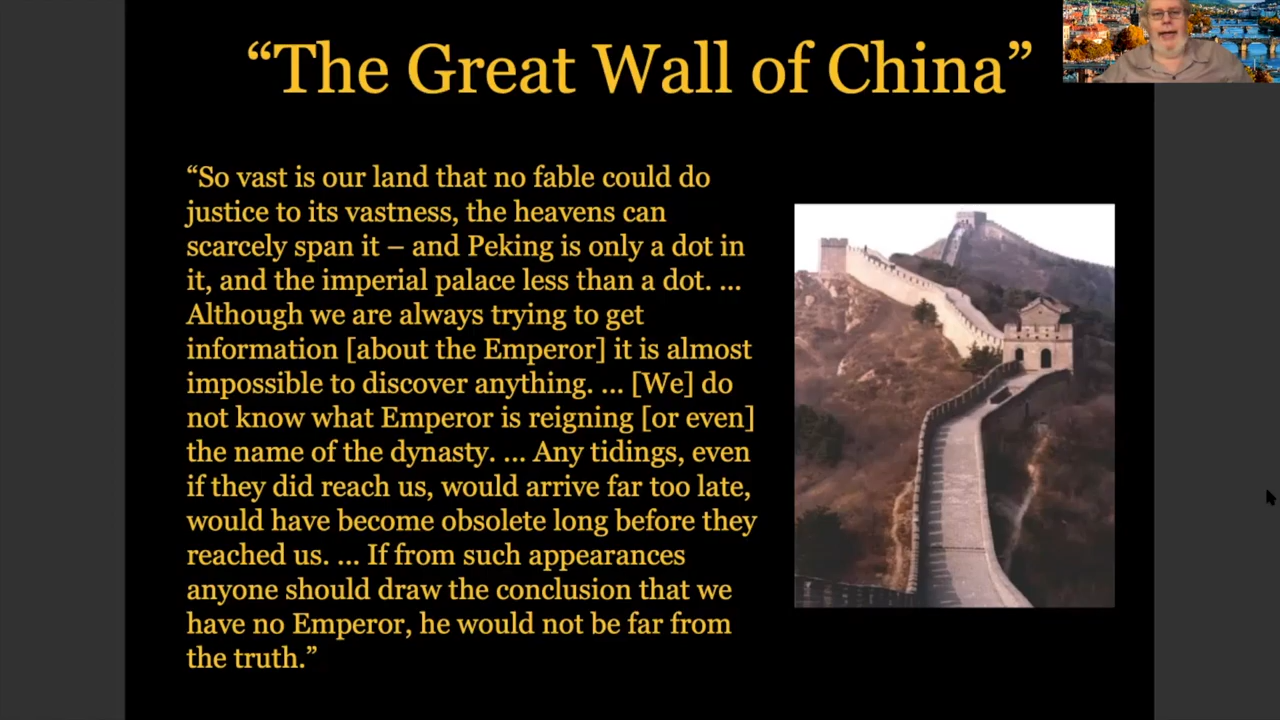 “The Great Wall of China”
“So vast is our land that no fable could do
justice to its vastness, the heavens can
scarcely span it – and Peking is only a dot in
it, and the imperial palace less than a dot. ...
Although we are always trying to get
information [about the Emperor] it is almost
impossible to discover anything. ... [We] do
not know what Emperor is reigning [or even]
the name of the dynasty. ... Any tidings, even
if they did reach us, would arrive far too late,
would have become obsolete long before they
reached us. ... If from such appearances
anyone should draw the conclusion that we
have no Emperor, he would not be far from
the truth.”